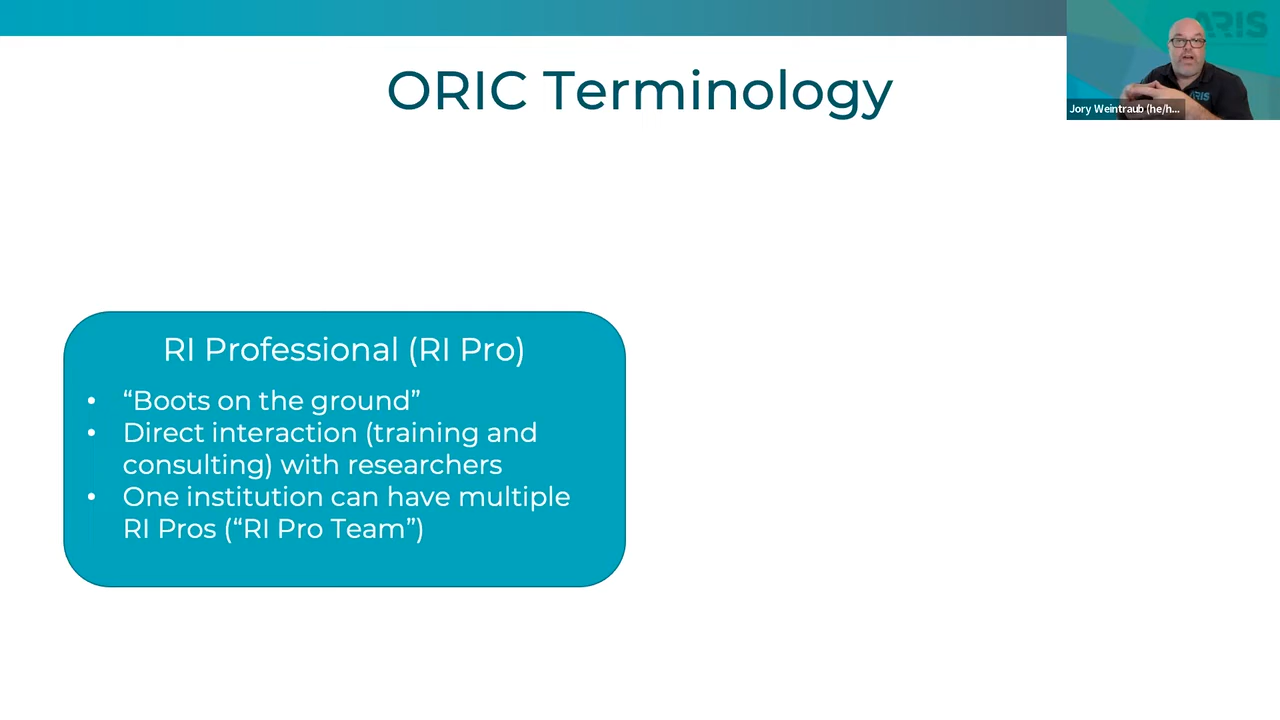 ORIC Terminology
ARIS
ARIS
Jory Weintraub (he/h...
RI Professional (RI Pro)
• “Boots on the ground”
• Direct interaction (training and
consulting) with researchers
• One institution can have multiple
RI Pros (“RI Pro Team”)